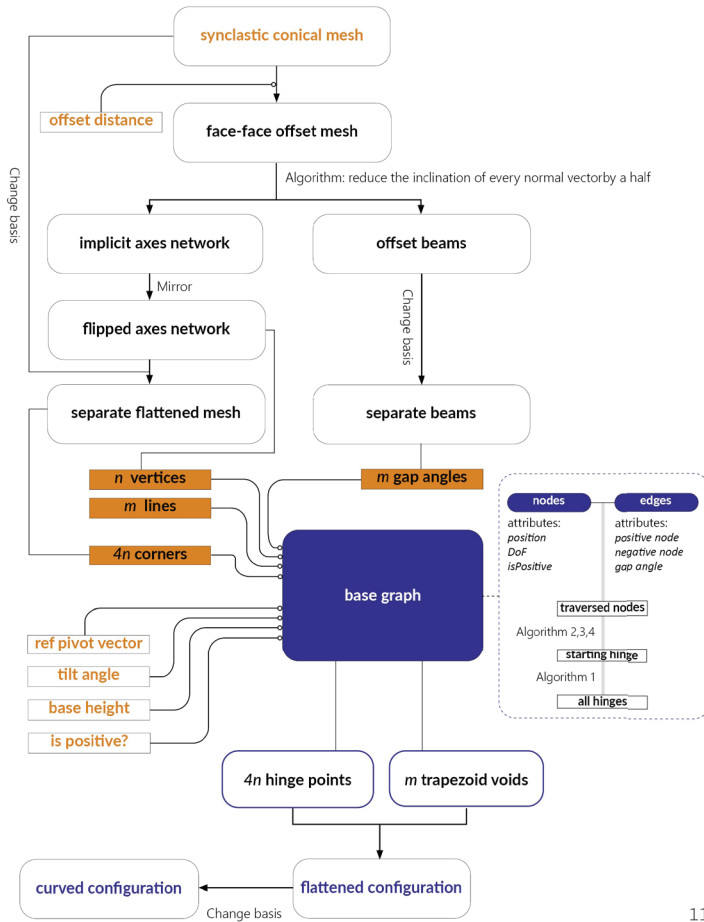 synclastic conical mesh
offset distance
face-face offset mesh
Change basis
Algorithm: reduce the inclination of every normal vectorby a half
implicit axes network
offset beams
Mirror
Change basis
flipped axes network
separate flattened mesh
separate beams
n vertices
m gap angles
m lines
4n corners
nodes
edges
attributes:
position
DoF
isPositive
attributes:
positive node
negative node
gap angle
base graph
traversed nodes
Algorithm 2,3,4
starting hinge
Algorithm 1
all hinges
ref pivot vector
tilt angle
base height
is positive?
4n hinge points
m trapezoid voids
curved configuration
flattened configuration
Change basis
11